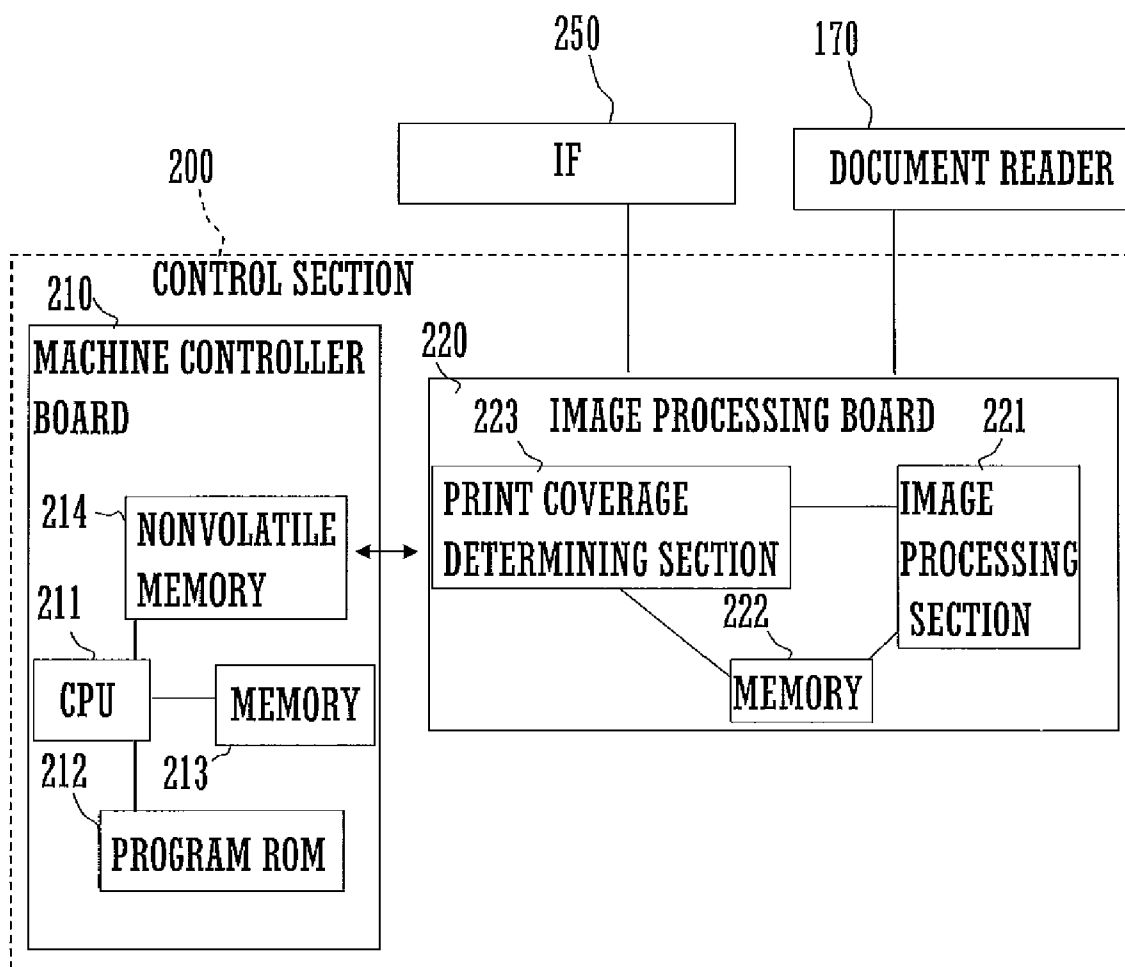 250
170
IF
DOCUMENT READER
200
CONTROL SECTION
210
MACHINE CONTROLLER
BOARD
220
IMAGE PROCESSING BOARD
223
221
PRINT COVERAGE
DETERMINING SECTION
IMAGE
PROCESSING
SECTION
214
NONVOLATILE
MEMORY
222
MEMORY
211
CPU
MEMORY
213
212
PROGRAM ROM